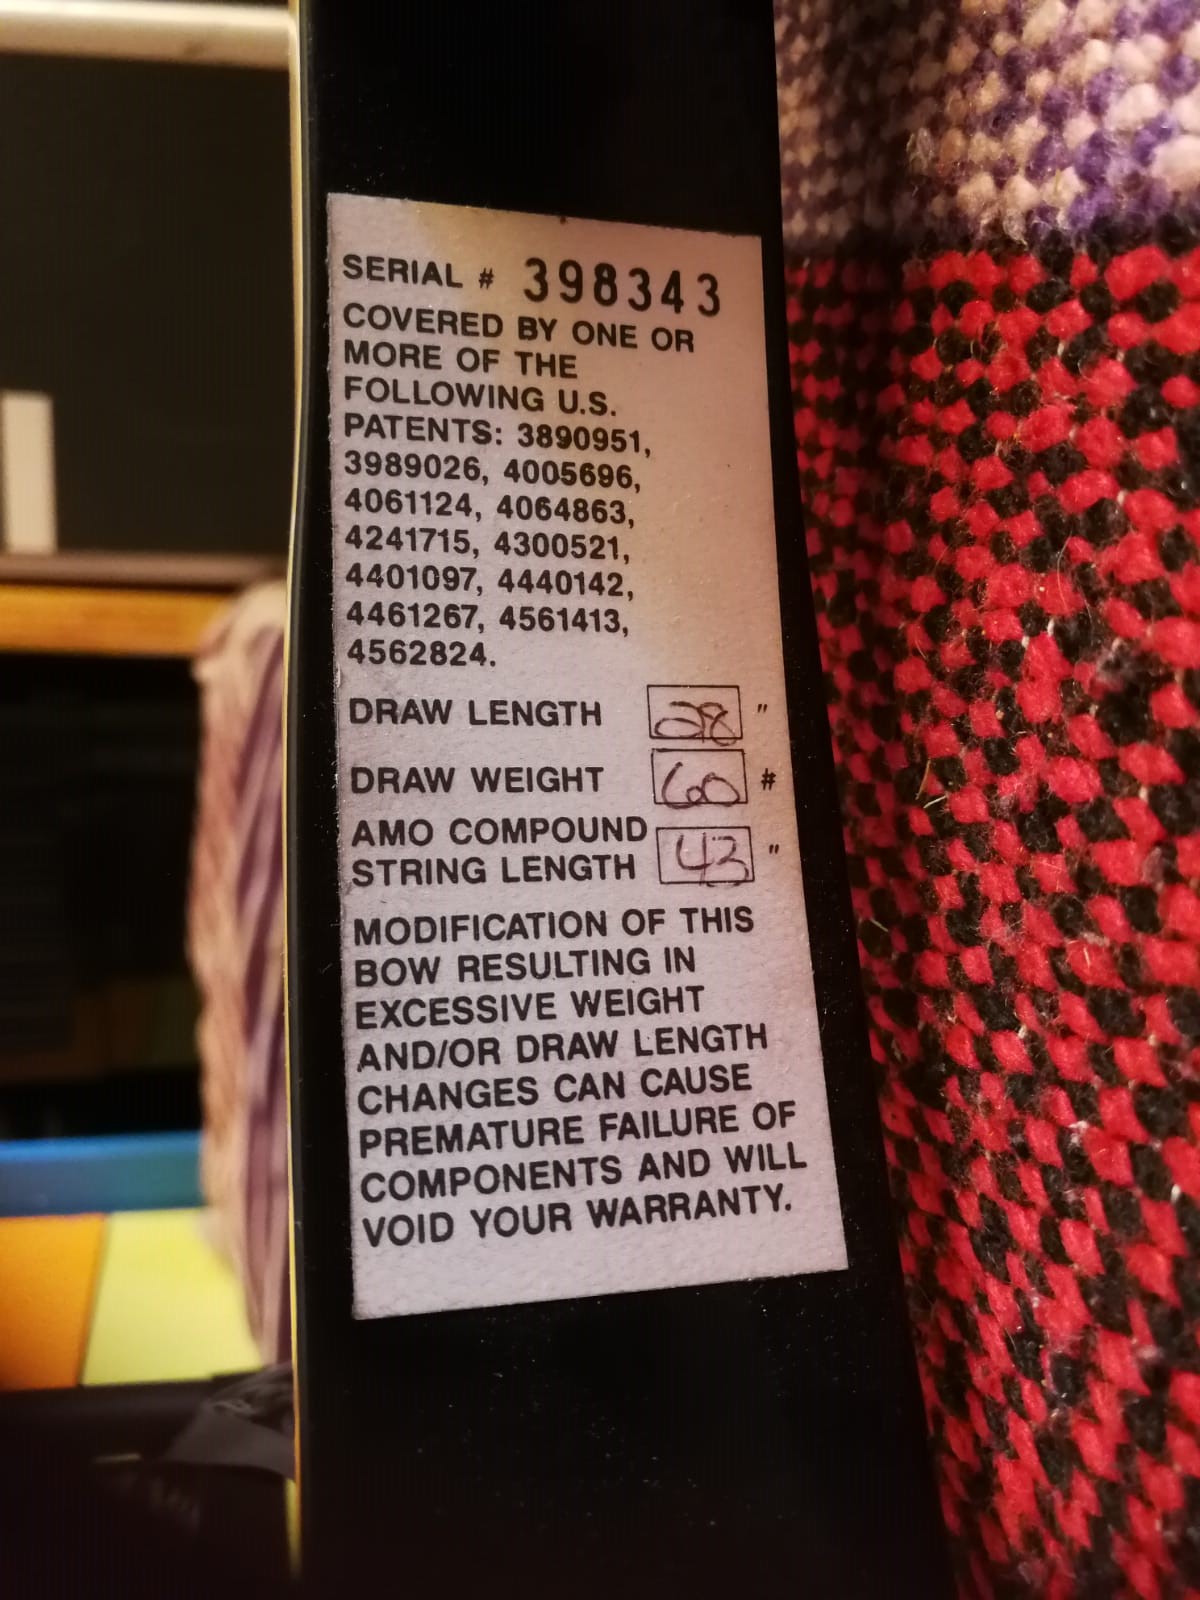 SERIAL # 398343
COVERED BY ONE OR
MORE OF THE
FOLLOWING U.S.
PATENTS: 3890951,
3989026, 4005696,
4061124, 4064863,
4241715, 4300521,
4401097, 4440142,
4461267, 4561413,
4562824.
DRAW LENGTH 28 "
DRAW WEIGHT 60 #
AMO COMPOUND
STRING LENGTH 43 "
MODIFICATION OF THIS
BOW RESULTING IN
EXCESSIVE WEIGHT
AND/OR DRAW LENGTH
CHANGES CAN CAUSE
PREMATURE FAILURE OF
COMPONENTS AND WILL
VOID YOUR WARRANTY.